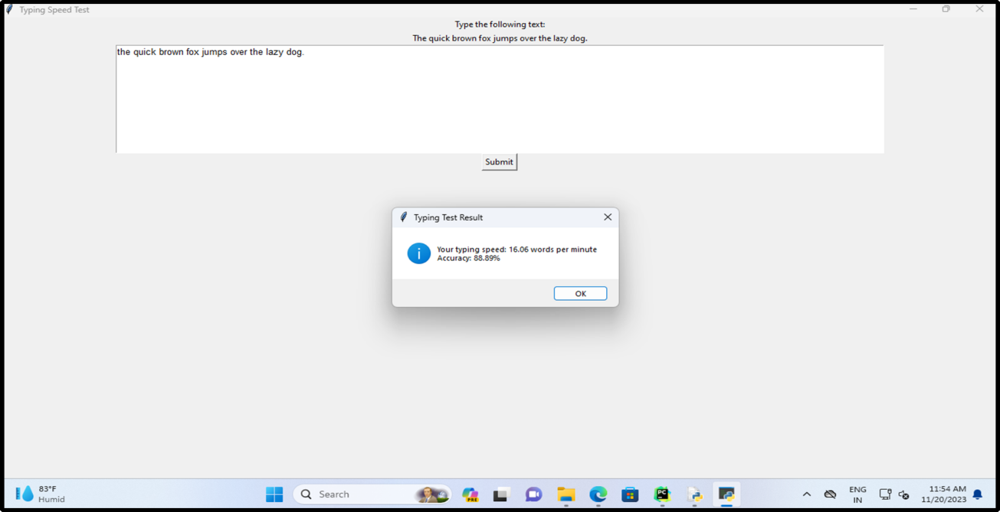 Typing Speed Test
Type the following text:
The quick brown fox jumps over the lazy dog.
the quick brown fox jumps over the lazy dog.
Submit
Typing Test Result
Your typing speed: 16.06 words per minute
Accuracy: 88.89%
OK
83°F
Humid
Search
PRE
PC
ENG
IN
11:54 AM
11/20/2023